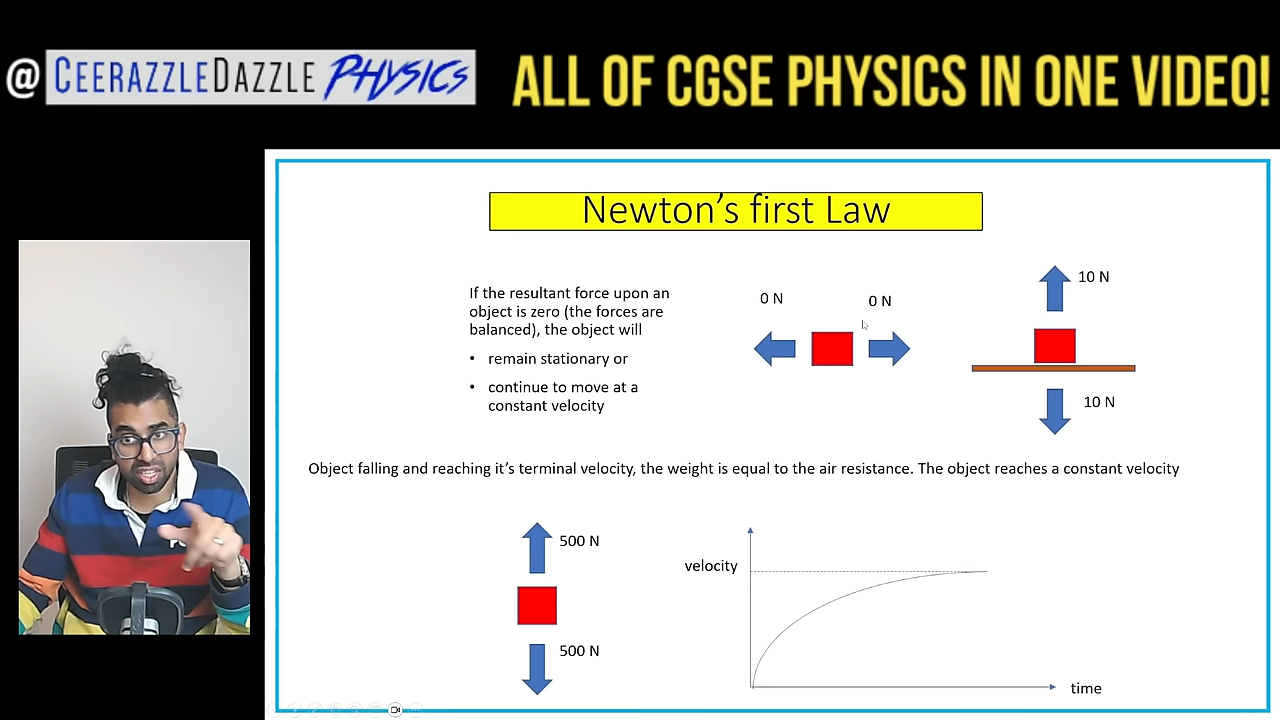 @ CEERAZZLEDAZZLE PHYSICS
ALL OF CGSE PHYSICS IN ONE VIDEO!
Newton's first Law
If the resultant force upon an
object is zero (the forces are
balanced), the object will
• remain stationary or
• continue to move at a
constant velocity
0 N
0 N
10 N
10 N
Object falling and reaching it's terminal velocity, the weight is equal to the air resistance. The object reaches a constant velocity
500 N
500 N
velocity
time